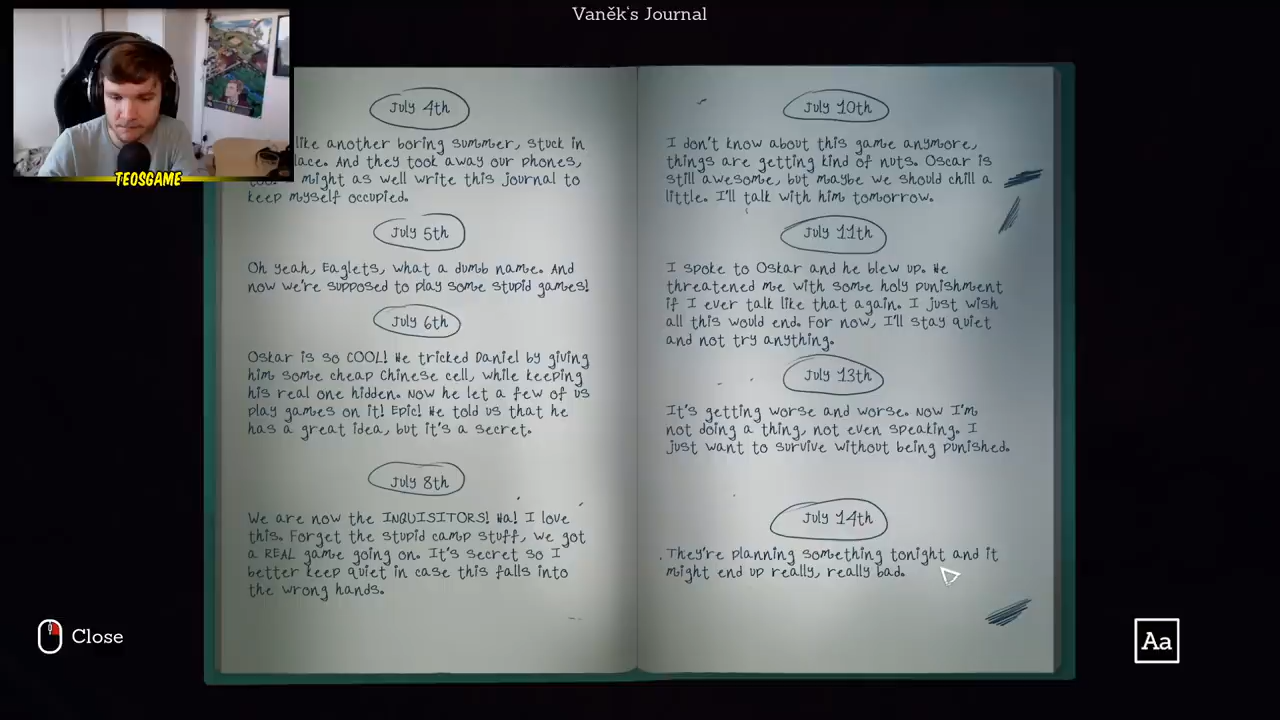 Vaněk's Journal
TEOSGAME
July 4th
like another boring summer, stuck in
lace. And they took away our phones,
might as well write this journal to
keep myself occupied.
July 5th
Oh yeah, Eaglets, what a dumb name. And
now we're supposed to play some stupid games!
July 6th
Oskar is so COOL! He tricked Daniel by giving
him some cheap Chinese cell, while keeping
his real one hidden. Now he let a few of us
play games on it! Epic! He told us that he
has a great idea, but it's a secret.
July 8th
We are now the INQUISITORS! Ha! I love
this. Forget the stupid camp stuff, we got
a REAL game going on. It's secret so I
better keep quiet in case this falls into
the wrong hands.
July 10th
I don't know about this game anymore,
things are getting kind of nuts. Oscar is
still awesome, but maybe we should chill a
little. I'll talk with him tomorrow.
July 11th
I spoke to Oskar and he blew up. He
threatened me with some holy punishment
if I ever talk like that again. I just wish
all this would end. For now, I'll stay quiet
and not try anything.
July 13th
It's getting worse and worse. Now I'm
not doing a thing, not even speaking. I
just want to survive without being punished.
July 14th
They're planning something tonight and it
might end up really, really bad.
Close
Aa